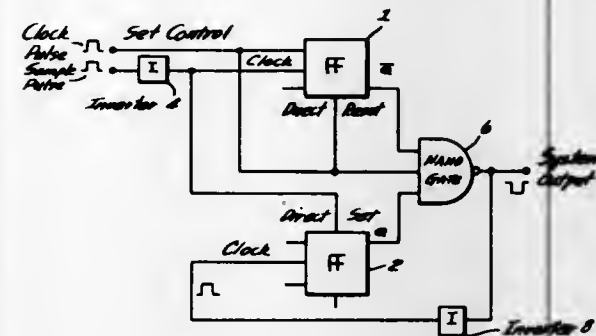 1
Clock Set Control
Pulse
Sample Clock FF Q̅
Pulse I
Inverter 4
Direct Reset
6
NAND
GATE
System
Output
Direct Set
Q
Clock FF
2
I
Inverter 8